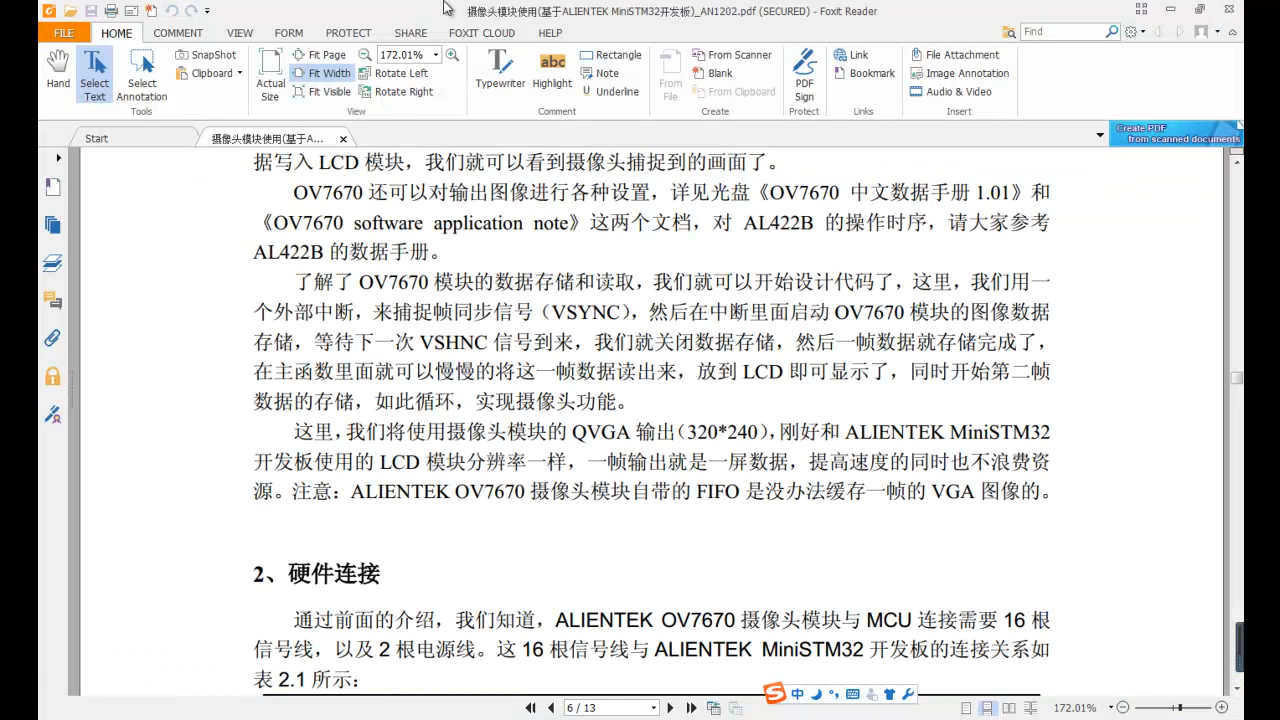 摄像头模块使用(基于ALIENTEK MiniSTM32开发板)_AN1202.pdf (SECURED) - Foxit Reader
FILE HOME COMMENT VIEW FORM PROTECT SHARE FOXIT CLOUD HELP Find
Hand
Select Text
Select Annotation
SnapShot
Clipboard
Tools
Actual Size
Fit Page
Fit Width
Fit Visible
172.01%
Rotate Left
Rotate Right
View
Typewriter
Highlight
Rectangle
Note
Underline
Comment
From File
From Scanner
Blank
From Clipboard
Create
PDF Sign
Protect
Link
Bookmark
Links
File Attachment
Image Annotation
Audio & Video
Insert
Start
摄像头模块使用(基于A...
Create PDF
from scanned documents
据写入 LCD 模块，我们就可以看到摄像头捕捉到的画面了。
OV7670 还可以对输出图像进行各种设置，详见光盘《OV7670 中文数据手册 1.01》和
《OV7670 software application note》这两个文档，对 AL422B 的操作时序，请大家参考
AL422B 的数据手册。
了解了 OV7670 模块的数据存储和读取，我们就可以开始设计代码了，这里，我们用一
个外部中断，来捕捉帧同步信号（VSYNC），然后在中断里面启动 OV7670 模块的图像数据
存储，等待下一次 VSHNC 信号到来，我们就关闭数据存储，然后一帧数据就存储完成了，
在主函数里面就可以慢慢的将这一帧数据读出来，放到 LCD 即可显示了，同时开始第二帧
数据的存储，如此循环，实现摄像头功能。
这里，我们将使用摄像头模块的 QVGA 输出（320*240），刚好和 ALIENTEK MiniSTM32
开发板使用的 LCD 模块分辨率一样，一帧输出就是一屏数据，提高速度的同时也不浪费资
源。注意：ALIENTEK OV7670 摄像头模块自带的 FIFO 是没办法缓存一帧的 VGA 图像的。
2、硬件连接
通过前面的介绍，我们知道，ALIENTEK OV7670 摄像头模块与 MCU 连接需要 16 根
信号线，以及 2 根电源线。这 16 根信号线与 ALIENTEK MiniSTM32 开发板的连接关系如
表 2.1 所示:
中
6 / 13
172.01%